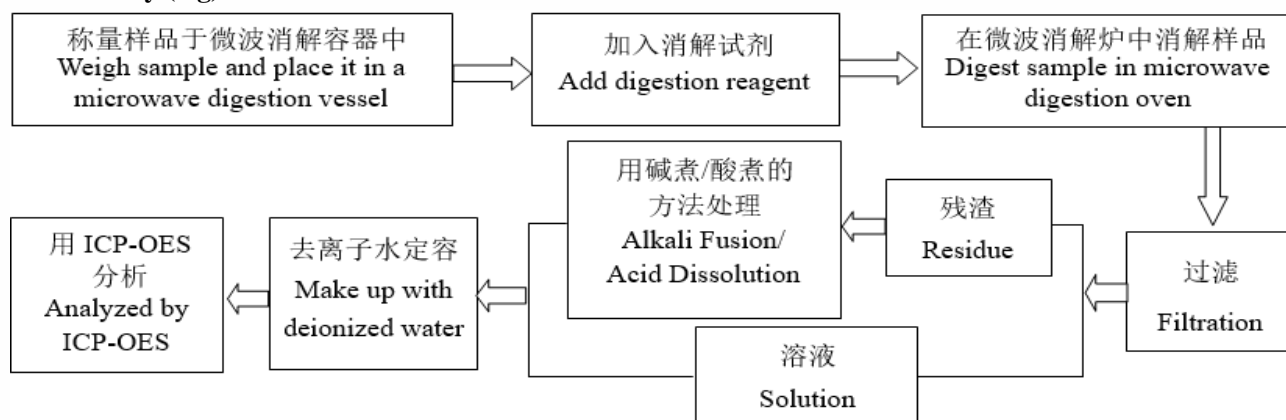 称量样品于微波消解容器中
Weigh sample and place it in a
microwave digestion vessel
加入消解试剂
Add digestion reagent
在微波消解炉中消解样品
Digest sample in microwave
digestion oven
过滤
Filtration
残渣
Residue
用碱煮/酸煮的
方法处理
Alkali Fusion/
Acid Dissolution
溶液
Solution
去离子水定容
Make up with
deionized water
用 ICP-OES
分析
Analyzed by
ICP-OES